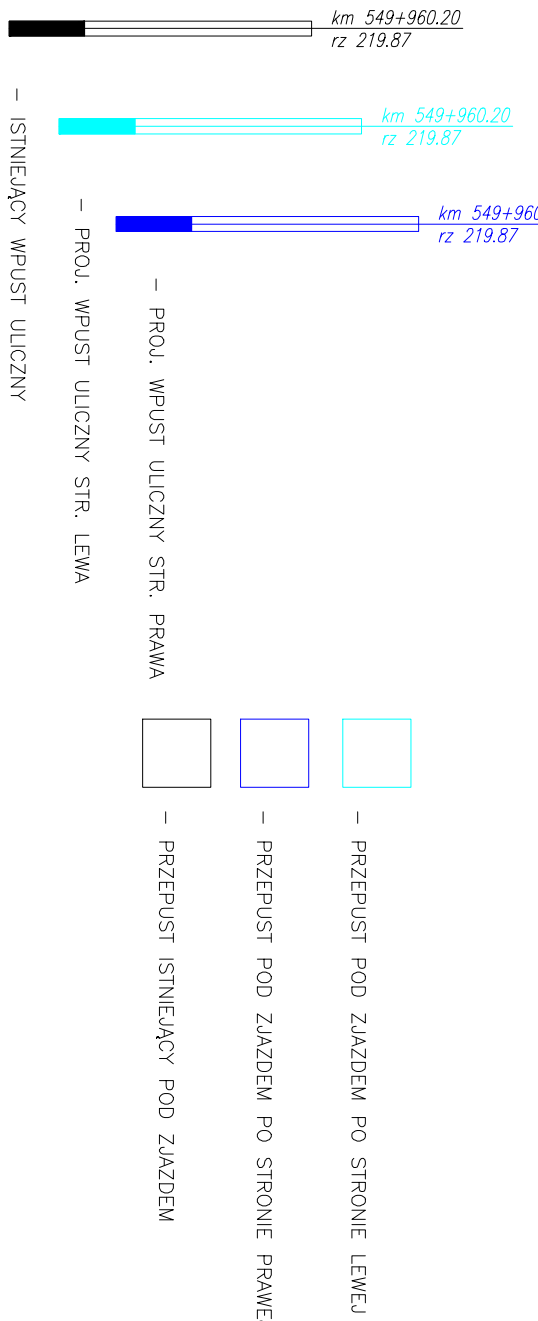 km 549+960.20
rz 219.87
km 549+960.20
rz 219.87
km 549+960
rz 219.87
– ISTNIEJĄCY WPUST ULICZNY
– PROJ. WPUST ULICZNY STR. LEWA
– PROJ. WPUST ULICZNY STR. PRAWA
– PRZEPUST POD ZJAZDEM PO STRONIE LEWEJ
– PRZEPUST POD ZJAZDEM PO STRONIE PRAWEJ
– PRZEPUST ISTNIEJĄCY POD ZJAZDEM